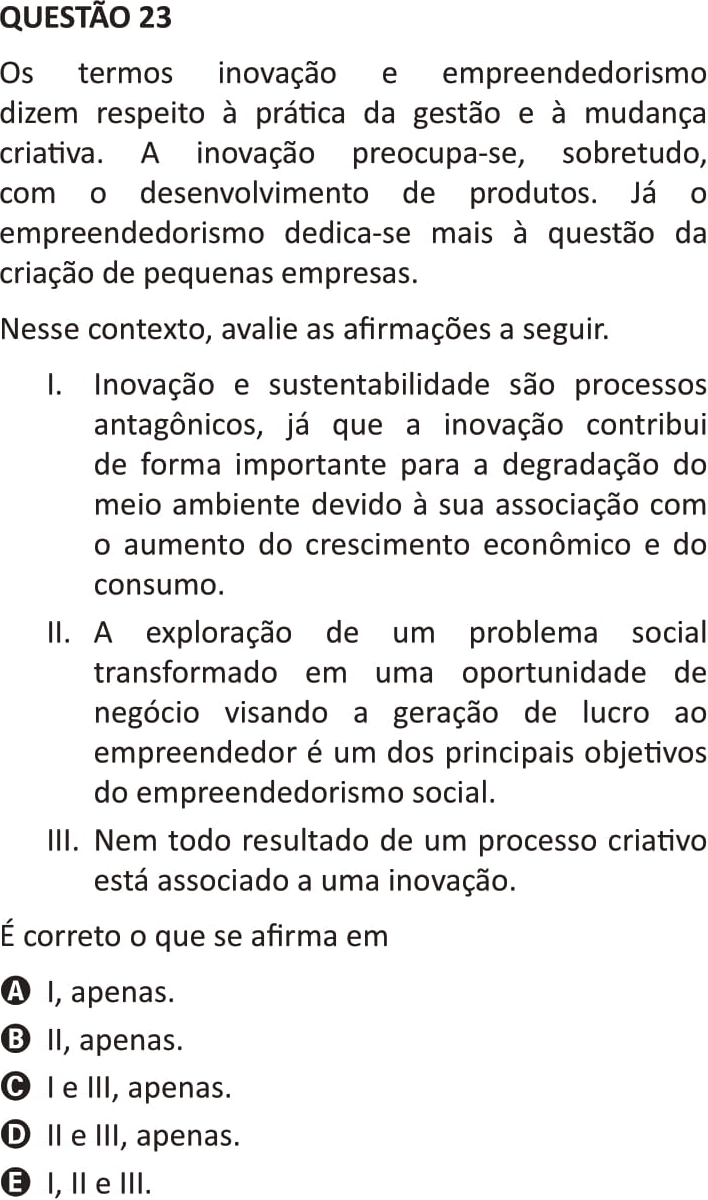 QUESTÃO 23
Os termos inovação e empreendedorismo
dizem respeito à prática da gestão e à mudança
criativa. A inovação preocupa-se, sobretudo,
com o desenvolvimento de produtos. Já o
empreendedorismo dedica-se mais à questão da
criação de pequenas empresas.
Nesse contexto, avalie as afirmações a seguir.
I. Inovação e sustentabilidade são processos
antagônicos, já que a inovação contribui
de forma importante para a degradação do
meio ambiente devido à sua associação com
o aumento do crescimento econômico e do
consumo.
II. A exploração de um problema social
transformado em uma oportunidade de
negócio visando a geração de lucro ao
empreendedor é um dos principais objetivos
do empreendedorismo social.
III. Nem todo resultado de um processo criativo
está associado a uma inovação.
É correto o que se afirma em
A I, apenas.
B II, apenas.
C I e III, apenas.
D II e III, apenas.
E I, II e III.